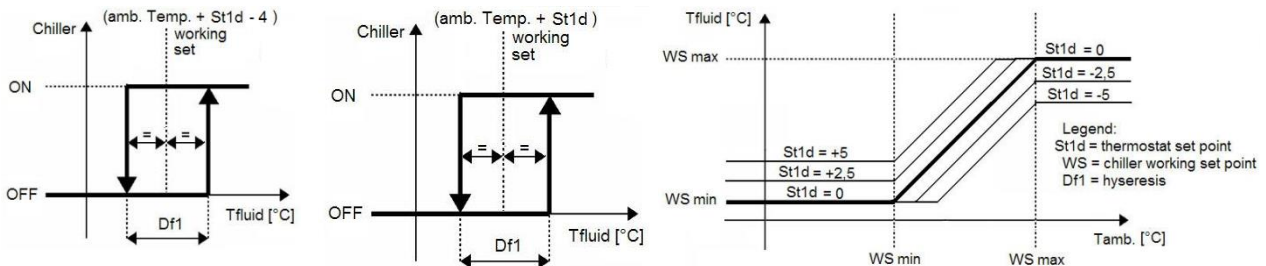 (amb. Temp. + St1d - 4)
Chiller
working
set
ON
= =
OFF
Tfluid [°C]
Df1
(amb. Temp. + St1d )
Chiller
working
set
ON
= =
OFF
Tfluid [°C]
Df1
Tfluid [°C]
WS max
St1d = 0
St1d = -2,5
St1d = -5
St1d = +5
St1d = +2,5
St1d = 0
WS min
Legend:
St1d = thermostat set point
WS = chiller working set point
Df1 = hyseresis
Tamb. [°C]
WS min
WS max